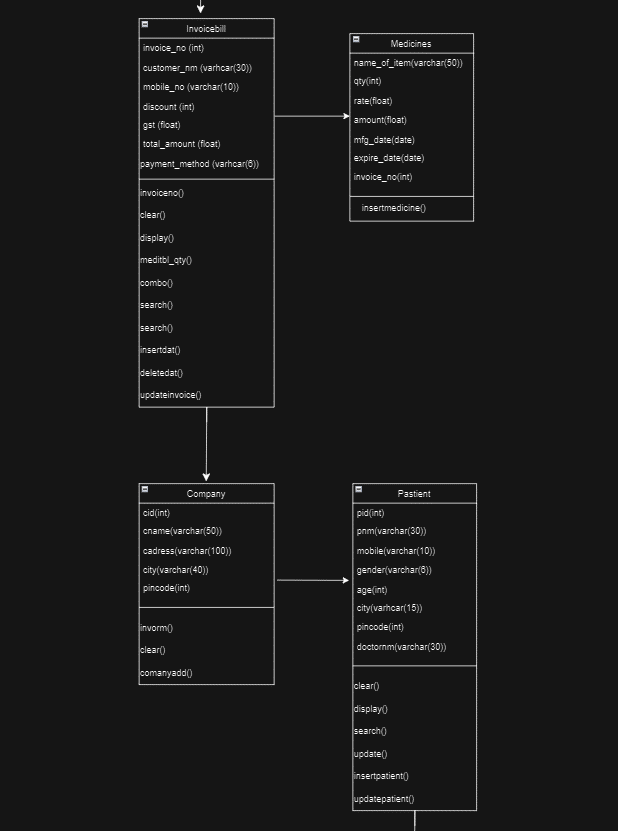 Invoicebill
invoice_no (int)
customer_nm (varhcar(30))
mobile_no (varchar(10))
discount (int)
gst (float)
total_amount (float)
payment_method (varhcar(6))
invoiceno()
clear()
display()
meditbl_qty()
combo()
search()
search()
insertdat()
deletedat()
updateinvoice()
Medicines
name_of_item(varchar(50))
qty(int)
rate(float)
amount(float)
mfg_date(date)
expire_date(date)
invoice_no(int)
insertmedicine()
Company
cid(int)
cname(varchar(50))
cadress(varchar(100))
city(varchar(40))
pincode(int)
invorm()
clear()
comanyadd()
Pastient
pid(int)
pnm(varchar(30))
mobile(varchar(10))
gender(varchar(6))
age(int)
city(varhcar(15))
pincode(int)
doctornm(varchar(30))
clear()
display()
search()
update()
insertpatient()
updatepatient()